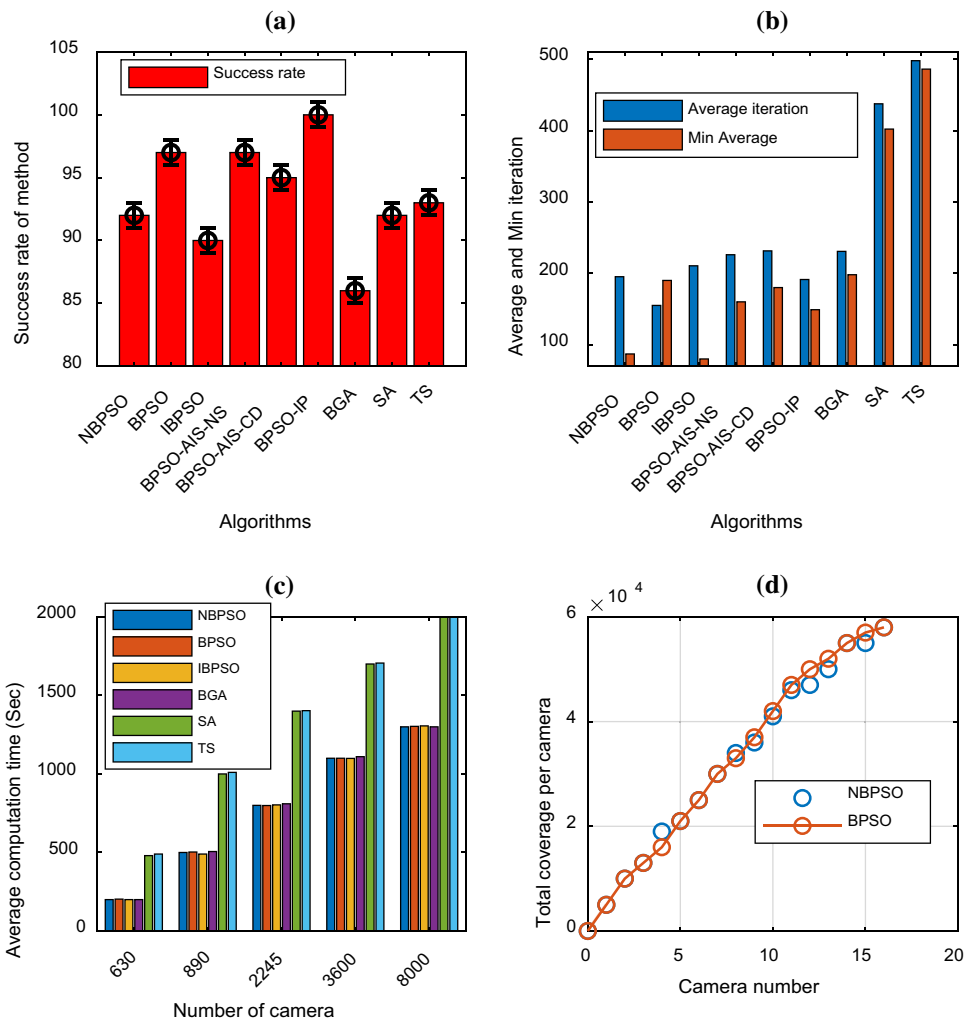 (a)
105
100
95
90
85
80
Success rate of method
Success rate
NBPSO
BPSO
IBPSO
BPSO-AIS-NS
BPSO-AIS-CD
BPSO-IP
BGA
SA
TS
Algorithms
(b)
500
400
300
200
100
Average and Min iteration
Average iteration
Min Average
NBPSO
BPSO
IBPSO
BPSO-AIS-NS
BPSO-AIS-CD
BPSO-IP
BGA
SA
TS
Algorithms
(c)
2000
1500
1000
500
0
Average computation time (Sec)
NBPSO
BPSO
IBPSO
BGA
SA
TS
630
890
2245
3600
8000
Number of camera
(d)
× 10 4
6
4
2
0
Total coverage per camera
NBPSO
BPSO
0
5
10
15
20
Camera number